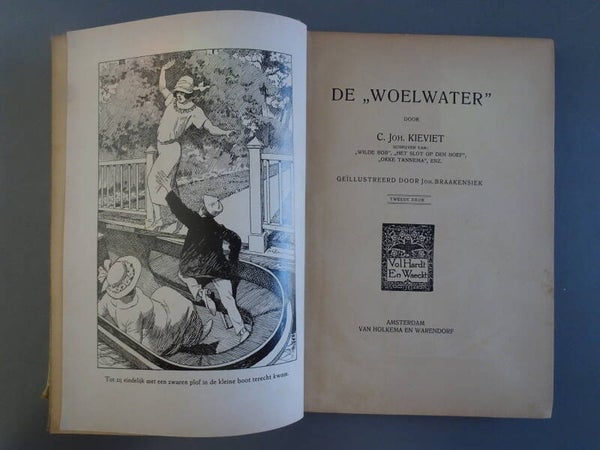 Tot zij eindelijk met een zwaren plof in de kleine boot terecht kwam.
DE „WOELWATER”
DOOR
C. JOH. KIEVIET
SCHRIJVER VAN:
„WILDE BOB”, „HET SLOT OP DEN HOEF”,
„OKKE TANNEMA”, ENZ.
GEÏLLUSTREERD DOOR JOH. BRAAKENSIEK
TWEEDE DRUK
Vol Hardt
En Waeckt
AMSTERDAM
VAN HOLKEMA EN WARENDORF